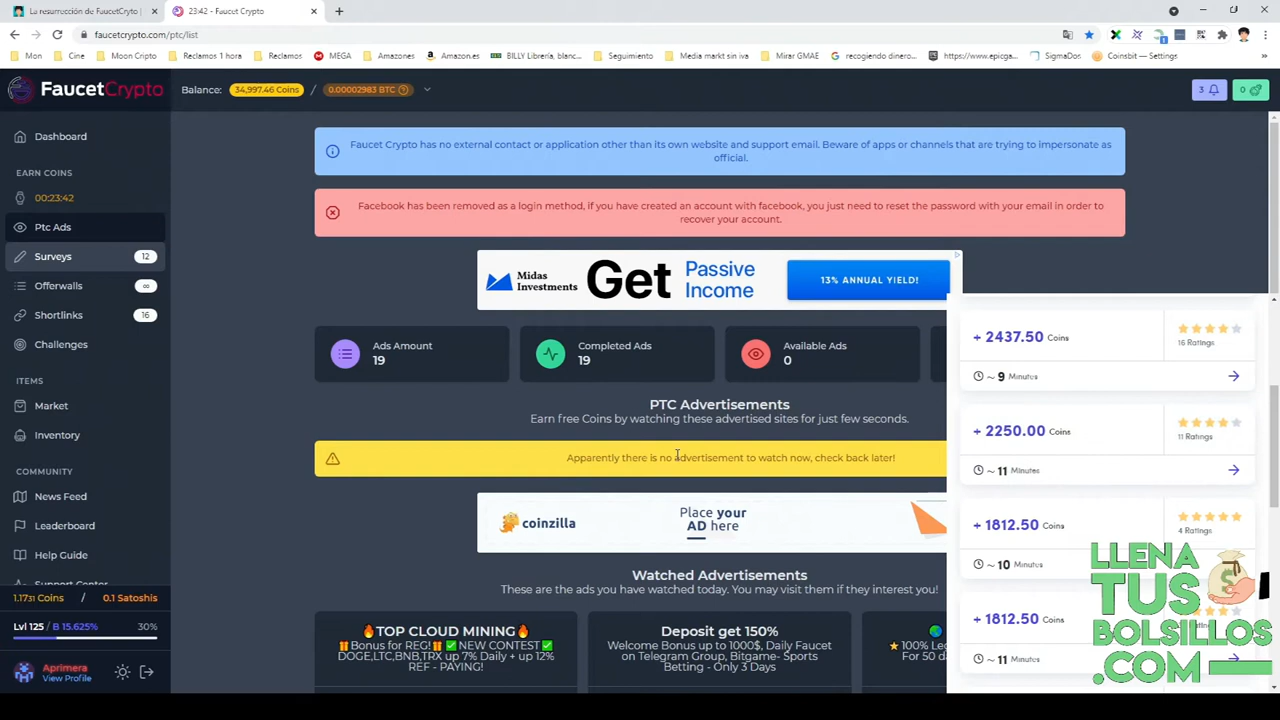 La resurrección de FaucetCryto |
23:42 - Faucet Crypto
faucetcrypto.com/ptc/list
Mon
Cine
Moon Cripto
Reclamos 1 hora
Reclamos
MEGA
Amazones
Amazon.es
BILLY Librería, blanc...
Seguimiento
Media markt sin iva
Mirar GMAE
recogiendo dinero...
https://www.epicga...
SigmaDos
Coinsbit — Settings
FaucetCrypto
Balance:
34,997.46 Coins
/
0.00002983 BTC
3
0
Dashboard
EARN COINS
00:23:42
Ptc Ads
Surveys
12
Offerwalls
∞
Shortlinks
16
Challenges
ITEMS
Market
Inventory
COMMUNITY
News Feed
Leaderboard
Help Guide
Support Center
1.1731 Coins / 0.1 Satoshis
Lvl 125 / B 15.625%
30%
Aprimera
View Profile
Faucet Crypto has no external contact or application other than its own website and support email. Beware of apps or channels that are trying to impersonate as
official.
Facebook has been removed as a login method, if you have created an account with facebook, you just need to reset the password with your email in order to
recover your account.
Midas
Investments
Get
Passive
Income
13% ANNUAL YIELD!
Ads Amount
19
Completed Ads
19
Available Ads
0
PTC Advertisements
Earn free Coins by watching these advertised sites for just few seconds.
Apparently there is no advertisement to watch now, check back later!
coinzilla
Place your
AD here
Watched Advertisements
These are the ads you have watched today. You may visit them if they interest you!
🔥TOP CLOUD MINING🔥
🎁Bonus for REG!🎁 ✅ NEW CONTEST ✅
DOGE,LTC,BNB,TRX up 7% Daily + up 12%
REF - PAYING!
Deposit get 150%
Welcome Bonus up to 1000$, Daily Faucet
on Telegram Group, Bitgame- Sports
Betting - Only 3 Days
For 50 d
+ 2437.50 Coins
16 Ratings
~ 9 Minutes
+ 2250.00 Coins
11 Ratings
~ 11 Minutes
+ 1812.50 Coins
4 Ratings
~ 10 Minutes
+ 1812.50 Coins
~ 11 Minutes
LLENA
TUS
BOLSILLOS
.COM